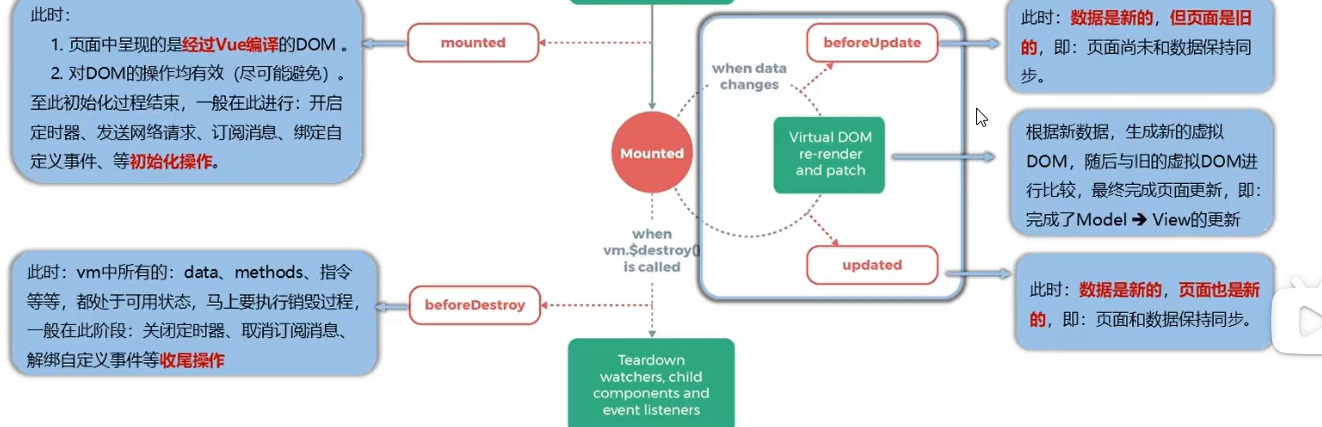 此时：
1. 页面中呈现的是经过Vue编译的DOM 。
2. 对DOM的操作均有效（尽可能避免）。
至此初始化过程结束，一般在此进行：开启
定时器、发送网络请求、订阅消息、绑定自
定义事件、等初始化操作。
mounted
beforeUpdate
此时：数据是新的，但页面是旧
的，即：页面尚未和数据保持同
步。
when data
changes
Mounted
Virtual DOM
re-render
and patch
根据新数据，生成新的虚拟
DOM，随后与旧的虚拟DOM进
行比较，最终完成页面更新，即：
完成了Model ➔ View的更新
when
vm.$destroy()
is called
updated
此时：数据是新的，页面也是新
的，即：页面和数据保持同步。
此时：vm中所有的：data、methods、指令
等等，都处于可用状态，马上要执行销毁过程，
一般在此阶段：关闭定时器、取消订阅消息、
解绑自定义事件等收尾操作
beforeDestroy
Teardown
watchers, child
components and
event listeners